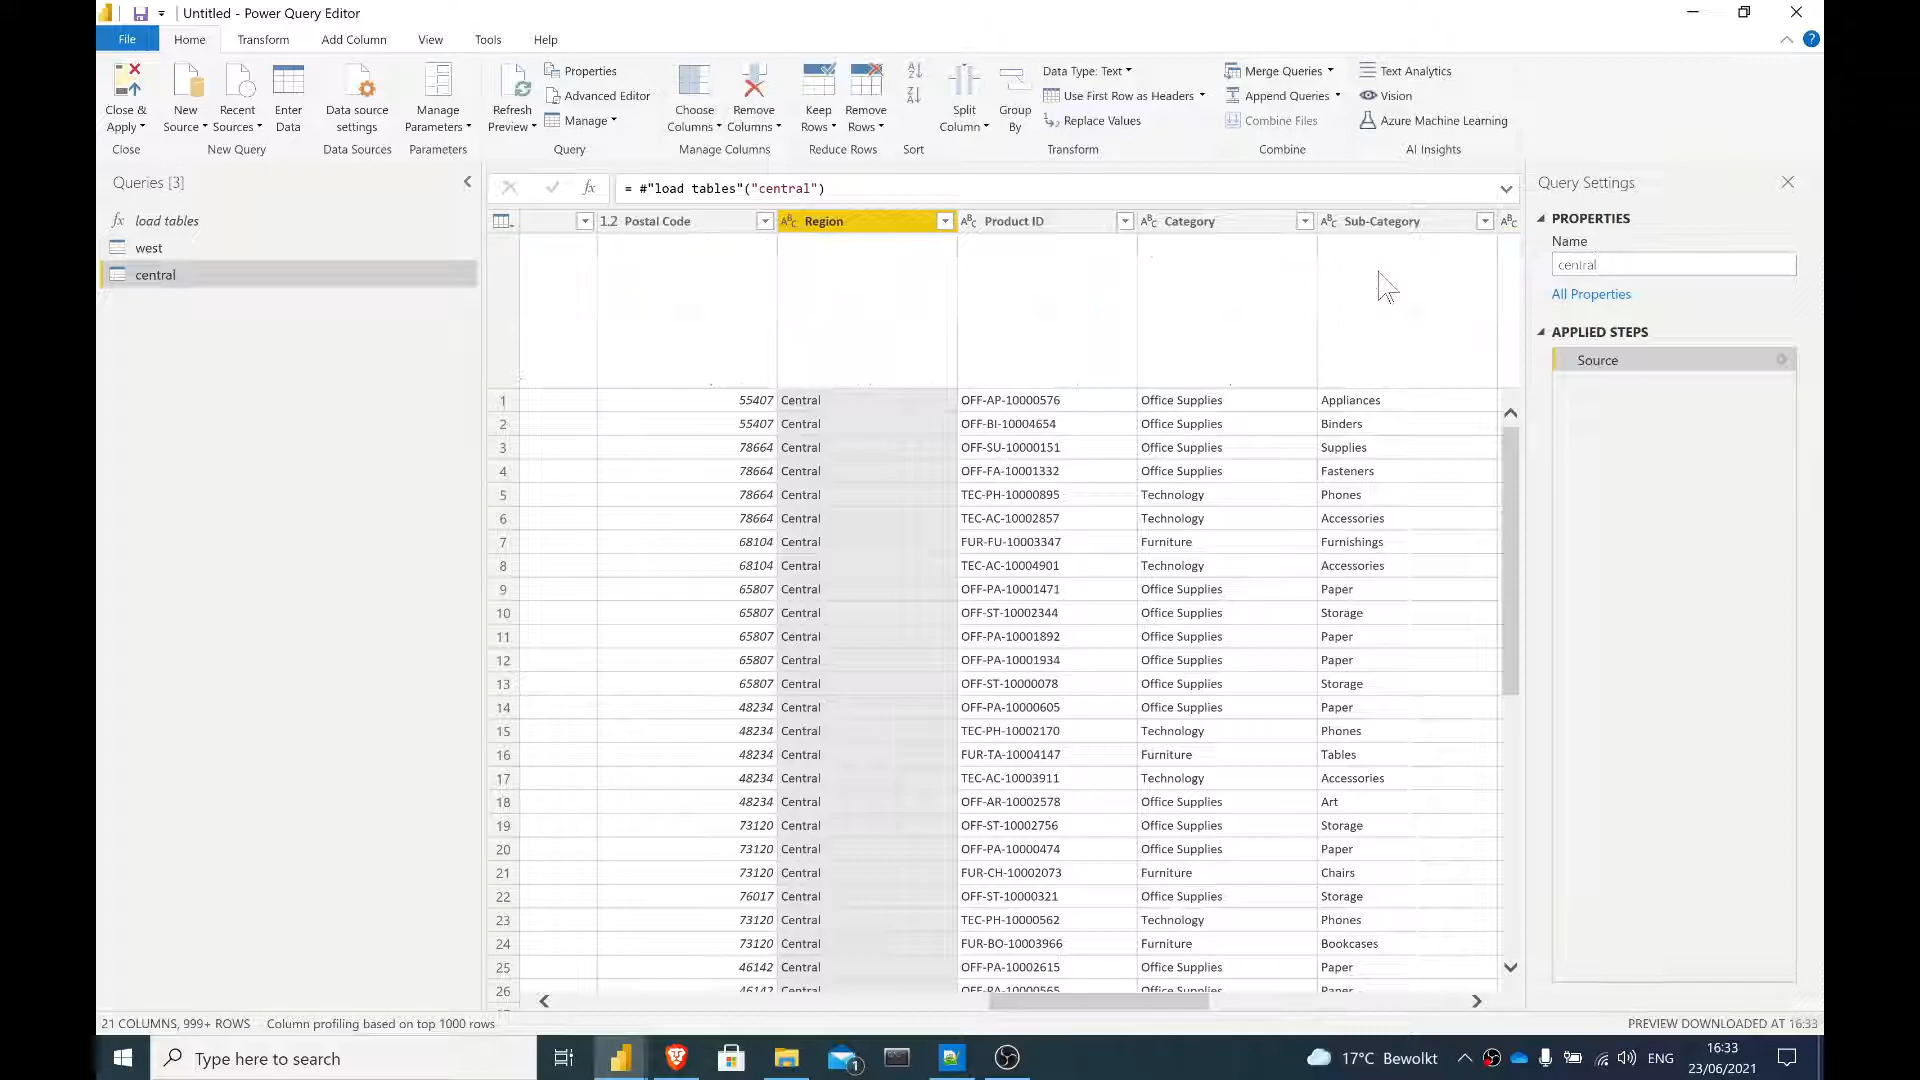 Untitled - Power Query Editor
File Home Transform Add Column View Tools Help
Close & Apply
Close
New Source
Recent Sources
Enter Data
New Query
Data source settings
Data Sources
Manage Parameters
Parameters
Refresh Preview
Properties
Advanced Editor
Manage
Query
Choose Columns
Remove Columns
Manage Columns
Keep Rows
Remove Rows
Reduce Rows
Sort
Split Column
Group By
Data Type: Text
Use First Row as Headers
Replace Values
Transform
Merge Queries
Append Queries
Combine Files
Combine
Text Analytics
Vision
Azure Machine Learning
AI Insights
Queries [3]
fx load tables
west
central
fx = #"load tables"("central")
1.2 Postal Code ABC Region ABC Product ID ABC Category ABC Sub-Category ABC
1 55407 Central OFF-AP-10000576 Office Supplies Appliances
2 55407 Central OFF-BI-10004654 Office Supplies Binders
3 78664 Central OFF-SU-10000151 Office Supplies Supplies
4 78664 Central OFF-FA-10001332 Office Supplies Fasteners
5 78664 Central TEC-PH-10000895 Technology Phones
6 78664 Central TEC-AC-10002857 Technology Accessories
7 68104 Central FUR-FU-10003347 Furniture Furnishings
8 68104 Central TEC-AC-10004901 Technology Accessories
9 65807 Central OFF-PA-10001471 Office Supplies Paper
10 65807 Central OFF-ST-10002344 Office Supplies Storage
11 65807 Central OFF-PA-10001892 Office Supplies Paper
12 65807 Central OFF-PA-10001934 Office Supplies Paper
13 65807 Central OFF-ST-10000078 Office Supplies Storage
14 48234 Central OFF-PA-10000605 Office Supplies Paper
15 48234 Central TEC-PH-10002170 Technology Phones
16 48234 Central FUR-TA-10004147 Furniture Tables
17 48234 Central TEC-AC-10003911 Technology Accessories
18 48234 Central OFF-AR-10002578 Office Supplies Art
19 73120 Central OFF-ST-10002756 Office Supplies Storage
20 73120 Central OFF-PA-10000474 Office Supplies Paper
21 73120 Central FUR-CH-10002073 Furniture Chairs
22 76017 Central OFF-ST-10000321 Office Supplies Storage
23 73120 Central TEC-PH-10000562 Technology Phones
24 73120 Central FUR-BO-10003966 Furniture Bookcases
25 46142 Central OFF-PA-10002615 Office Supplies Paper
26 46142 Central OFF-PA-10000565 Office Supplies Paper
Query Settings
PROPERTIES
Name
central
All Properties
APPLIED STEPS
Source
21 COLUMNS, 999+ ROWS Column profiling based on top 1000 rows
PREVIEW DOWNLOADED AT 16:33
Type here to search
1
17°C Bewolkt
ENG
16:33
23/06/2021